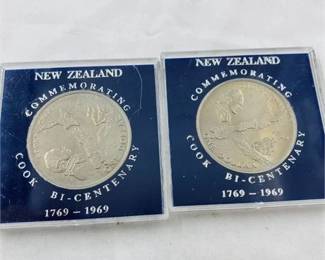 NEW ZEALAND
COMMEMORATING
COOK BI-CENTENARY
1769 - 1969
NEW ZEALAND
COMMEMORATING
COOK BI-CENTENARY
1769 - 1969